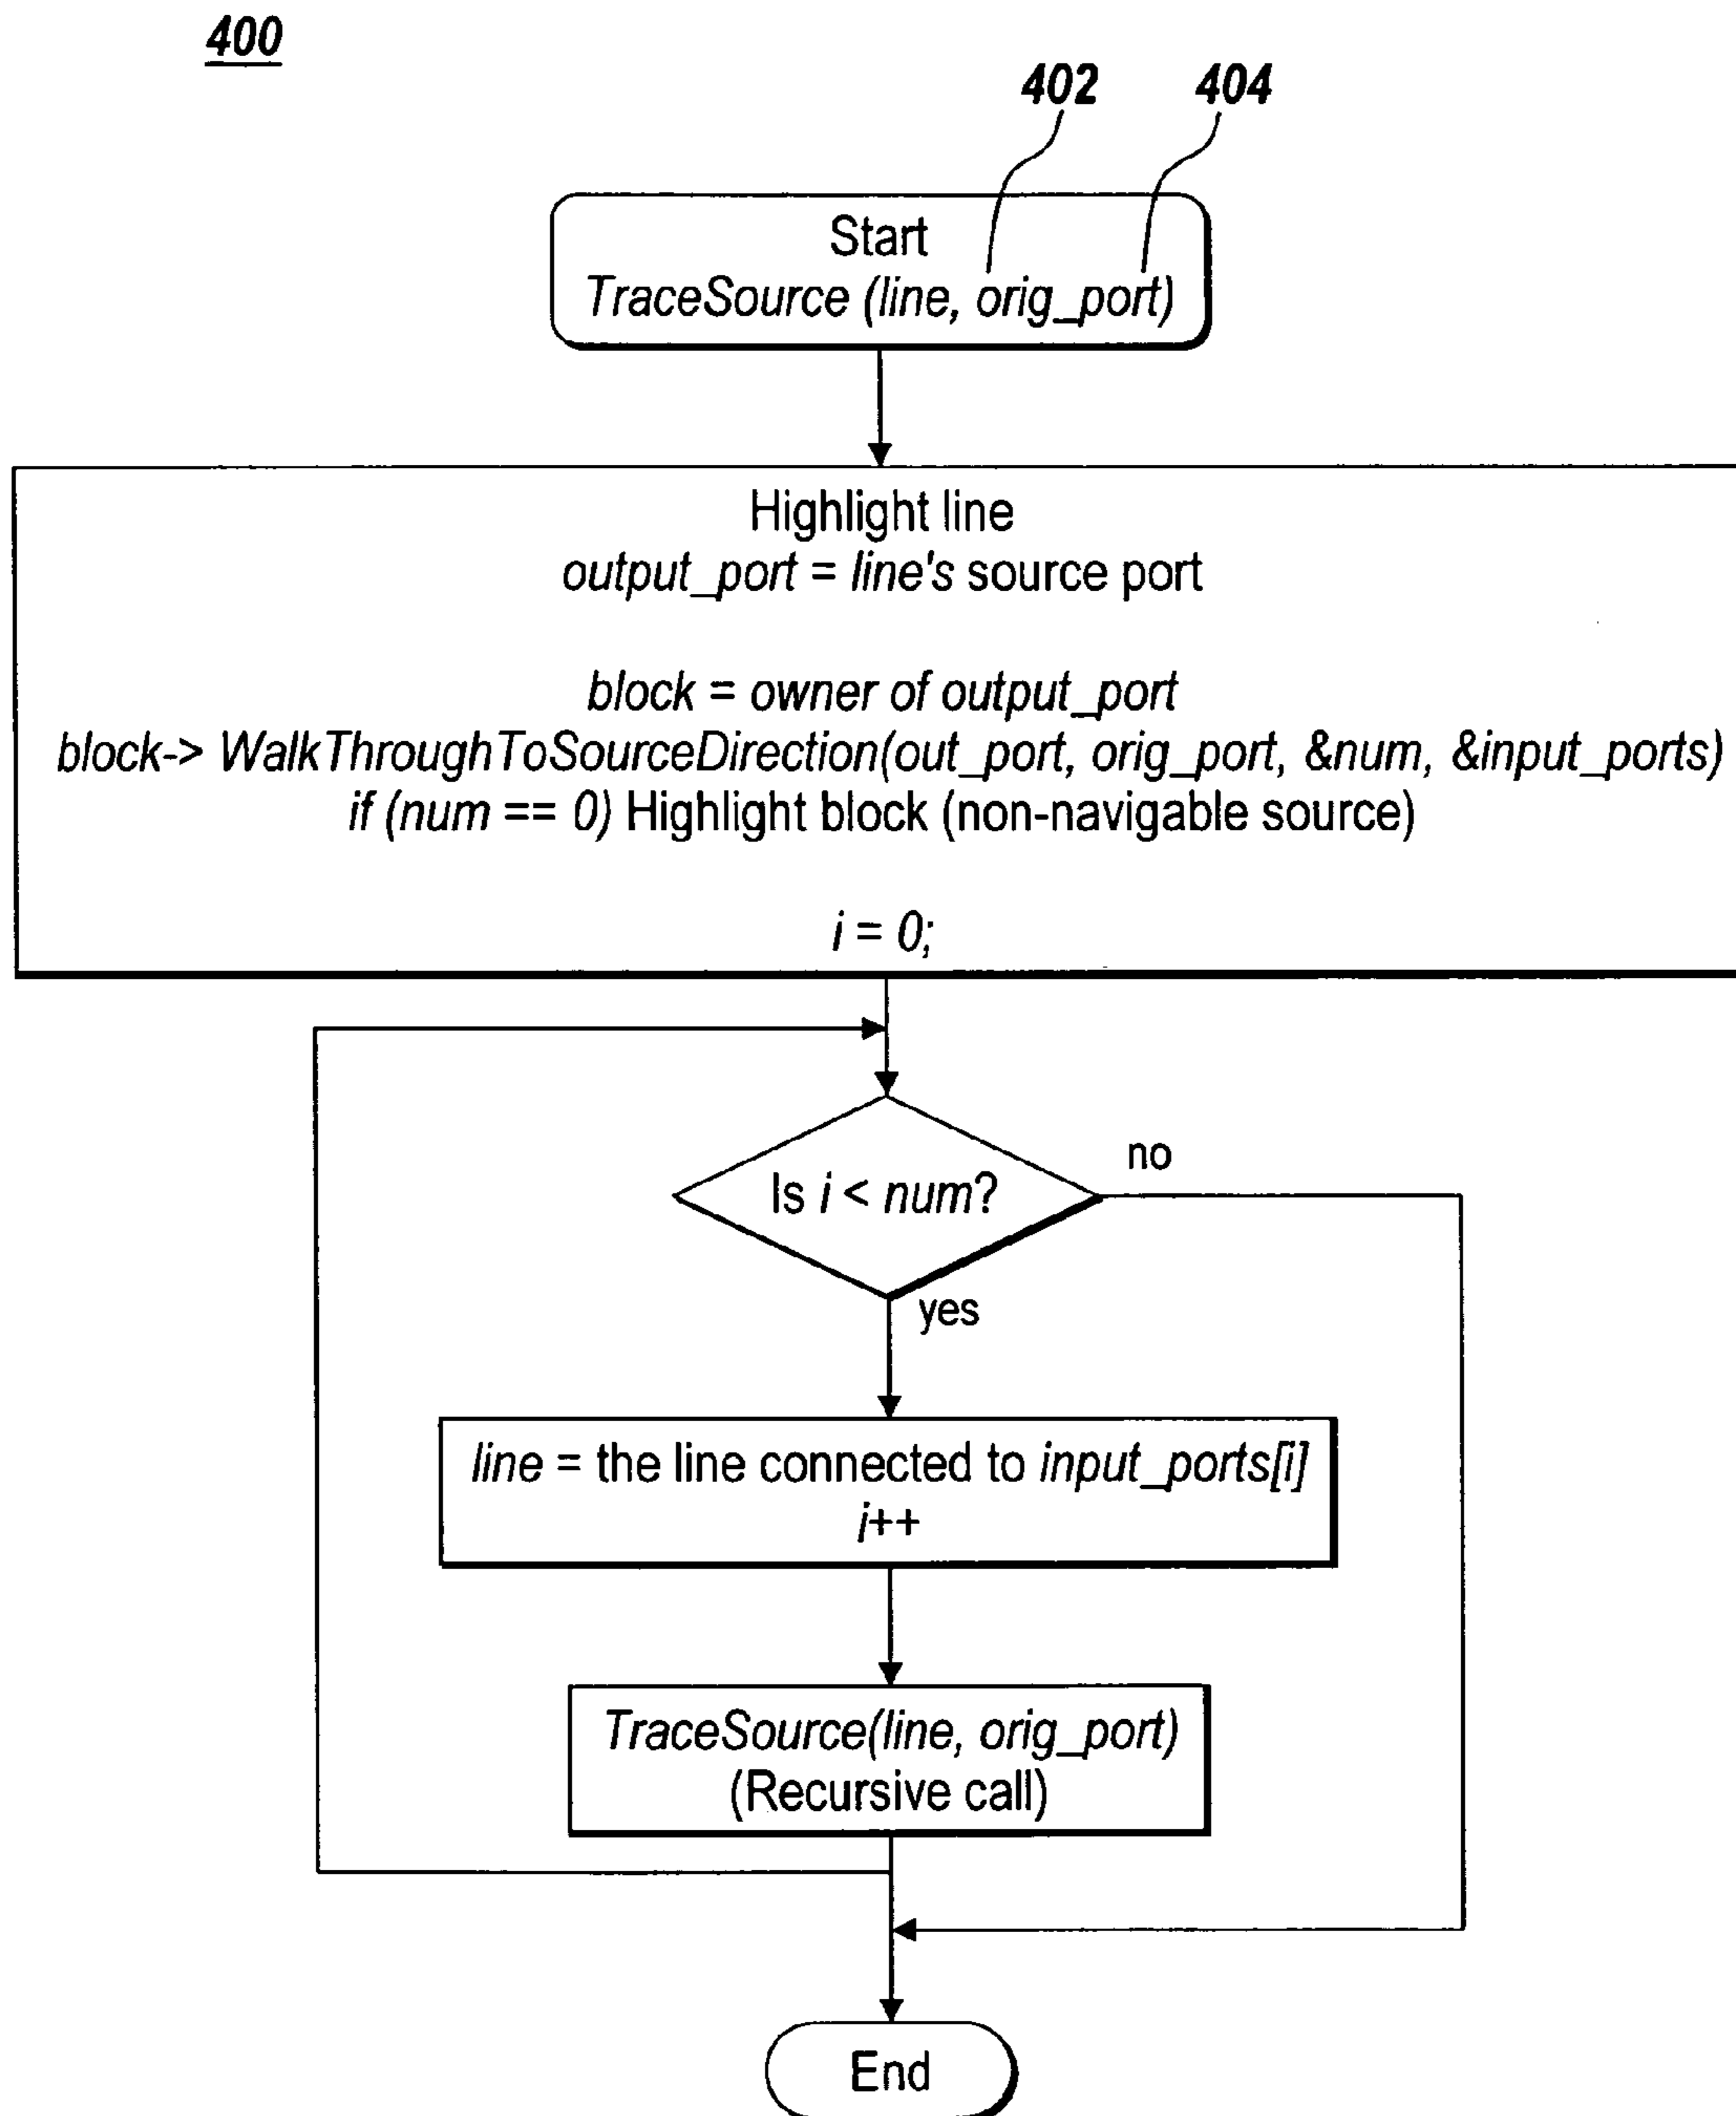 400
402 404
Start
TraceSource (line, orig_port)
Highlight line
output_port = line's source port
block = owner of output_port
block-> WalkThroughToSourceDirection(out_port, orig_port, &num, &input_ports)
if (num == 0) Highlight block (non-navigable source)
i = 0;
Is i < num?
no
yes
line = the line connected to input_ports[i]
i++
TraceSource(line, orig_port)
(Recursive call)
End